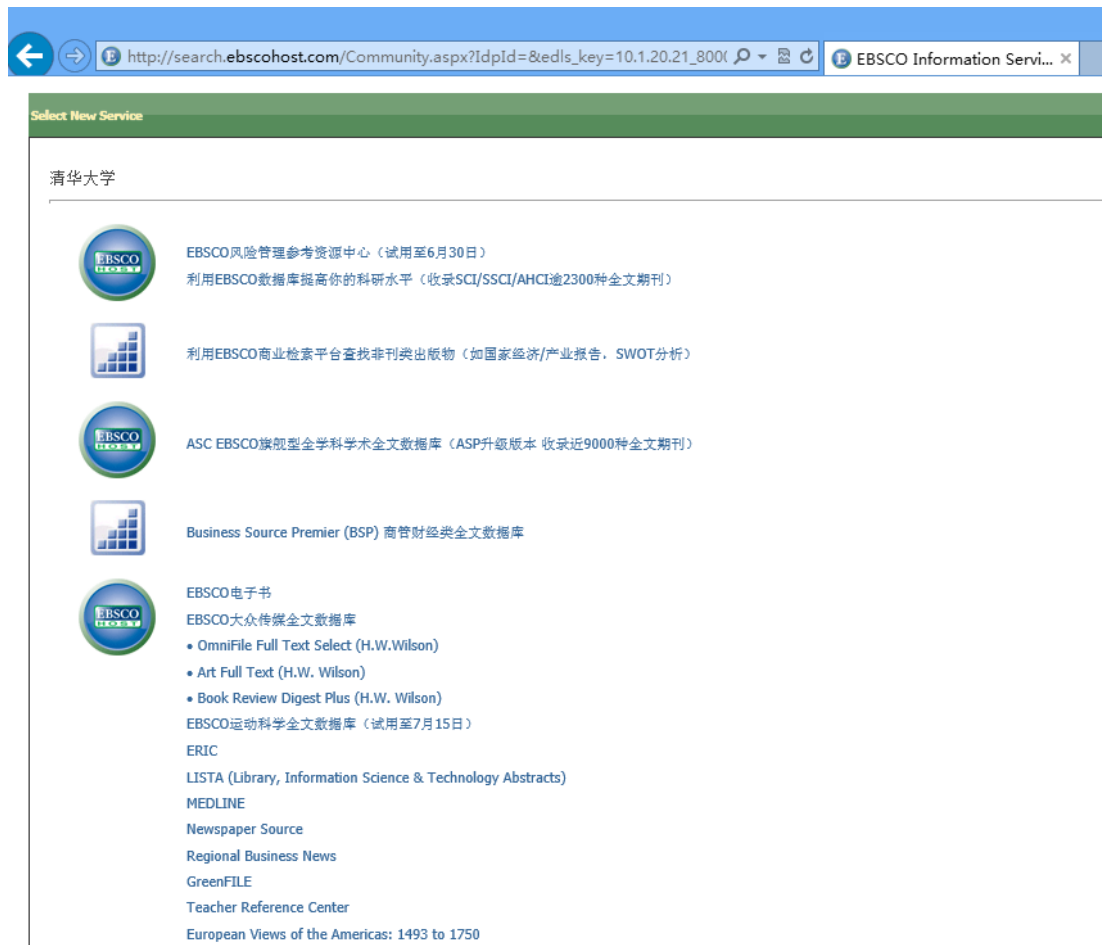 http://search.ebscohost.com/Community.aspx?IdpId=&edls_key=10.1.20.21_800(
EBSCO Information Servi...
Select New Service
清华大学
EBSCO HOST
EBSCO风险管理参考资源中心（试用至6月30日）
利用EBSCO数据库提高你的科研水平（收录SCI/SSCI/AHCI逾2300种全文期刊）
利用EBSCO商业检索平台查找非刊类出版物（如国家经济/产业报告、SWOT分析）
EBSCO HOST
ASC EBSCO旗舰型全学科学术全文数据库（ASP升级版本 收录近9000种全文期刊）
Business Source Premier (BSP) 商管财经类全文数据库
EBSCO HOST
EBSCO电子书
EBSCO大众传媒全文数据库
• OmniFile Full Text Select (H.W.Wilson)
• Art Full Text (H.W. Wilson)
• Book Review Digest Plus (H.W. Wilson)
EBSCO运动科学全文数据库（试用至7月15日）
ERIC
LISTA (Library, Information Science & Technology Abstracts)
MEDLINE
Newspaper Source
Regional Business News
GreenFILE
Teacher Reference Center
European Views of the Americas: 1493 to 1750